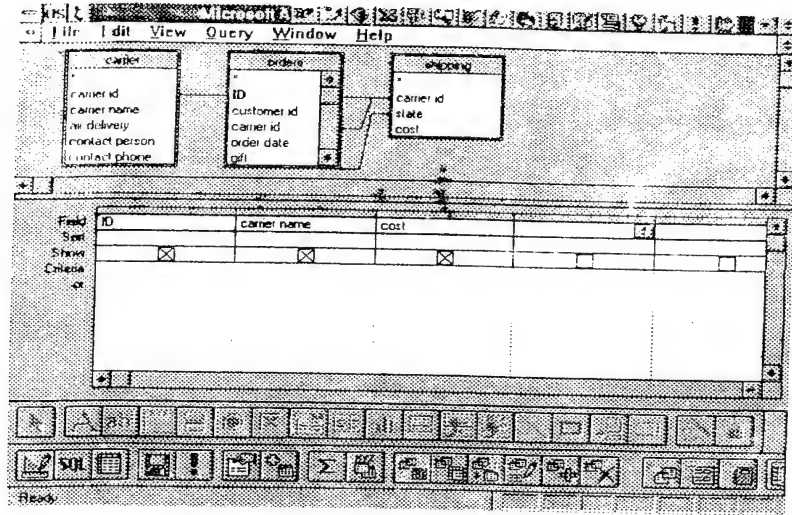 Microsoft A
File Edit View Query Window Help
carrier orders shipping
* * *
carrier id ID carrier id
carrier name customer id state
air delivery carrier id cost
contact person order date
contact phone gift
Field ID carrier name cost
Sort
Show
Criteria
or
SQL
Ready